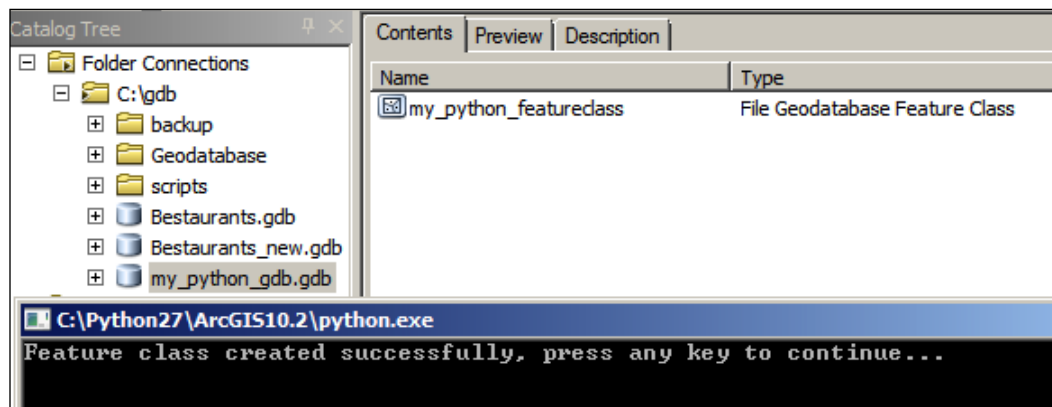 Catalog Tree
Folder Connections
C:\gdb
backup
Geodatabase
scripts
Bestaurants.gdb
Bestaurants_new.gdb
my_python_gdb.gdb
Contents Preview Description
Name Type
my_python_featureclass File Geodatabase Feature Class
C:\Python27\ArcGIS10.2\python.exe
Feature class created successfully, press any key to continue...